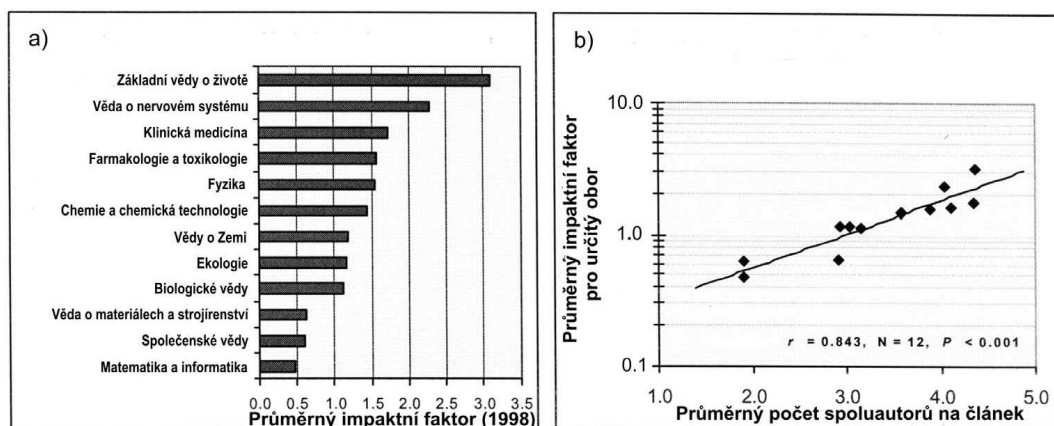 a)
Základní vědy o životě
Věda o nervovém systému
Klinická medicína
Farmakologie a toxikologie
Fyzika
Chemie a chemická technologie
Vědy o Zemi
Ekologie
Biologické vědy
Věda o materiálech a strojírenství
Společenské vědy
Matematika a informatika
0.0 0.5 1.0 1.5 2.0 2.5 3.0 3.5
Průměrný impaktní faktor (1998)
b)
Průměrný impaktní faktor
pro určitý obor
10.0
1.0
0.1
r = 0.843, N = 12, P < 0.001
1.0 2.0 3.0 4.0 5.0
Průměrný počet spoluautorů na článek